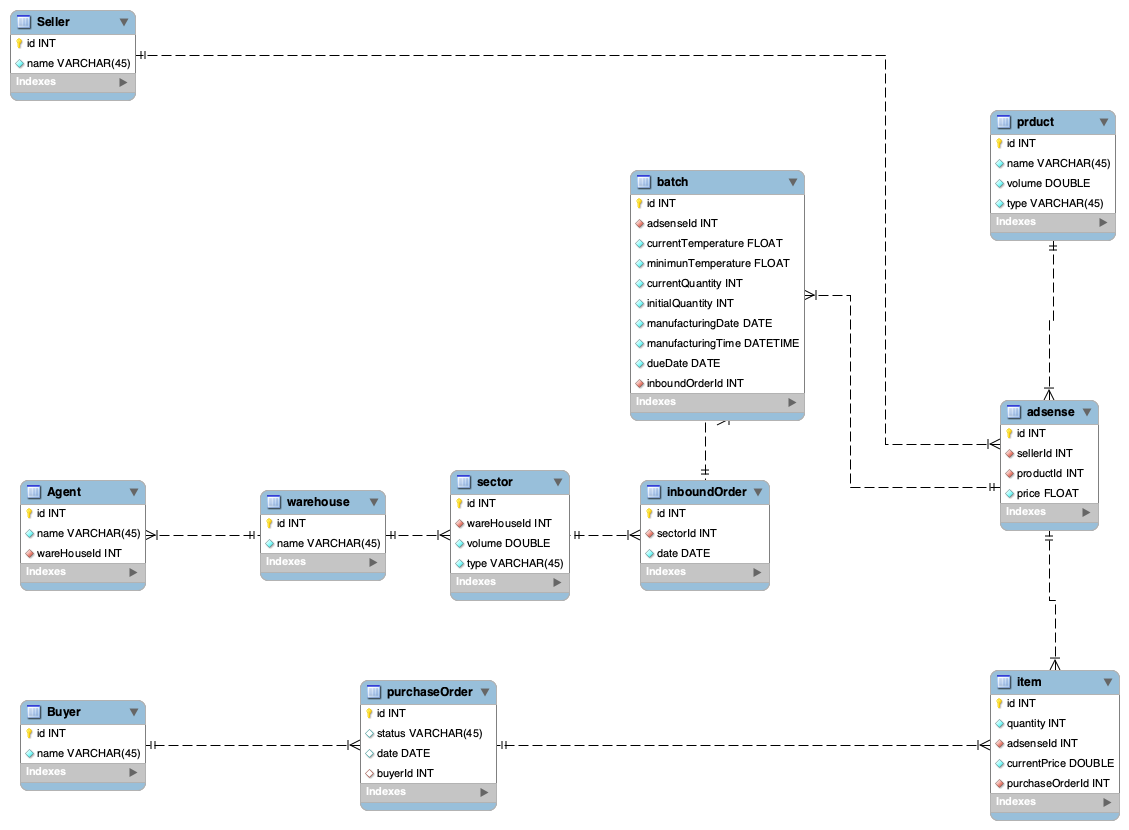 Seller
id INT
name VARCHAR(45)
Indexes
prduct
id INT
name VARCHAR(45)
volume DOUBLE
type VARCHAR(45)
Indexes
batch
id INT
adsenseId INT
currentTemperature FLOAT
minimunTemperature FLOAT
currentQuantity INT
initialQuantity INT
manufacturingDate DATE
manufacturingTime DATETIME
dueDate DATE
inboundOrderId INT
Indexes
adsense
id INT
sellerId INT
productId INT
price FLOAT
Indexes
Agent
id INT
name VARCHAR(45)
wareHouseId INT
Indexes
warehouse
id INT
name VARCHAR(45)
Indexes
sector
id INT
wareHouseId INT
volume DOUBLE
type VARCHAR(45)
Indexes
inboundOrder
id INT
sectorId INT
date DATE
Indexes
Buyer
id INT
name VARCHAR(45)
Indexes
purchaseOrder
id INT
status VARCHAR(45)
date DATE
buyerId INT
Indexes
item
id INT
quantity INT
adsenseId INT
currentPrice DOUBLE
purchaseOrderId INT
Indexes